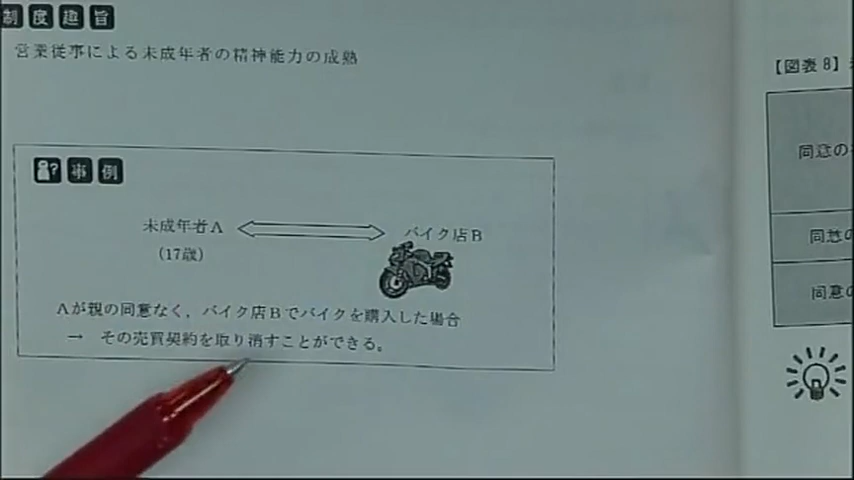 制度趣旨
営業従事による未成年者の精神能力の成熟
事例
未成年者A
(17歳)
バイク店B
Aが親の同意なく、バイク店Bでバイクを購入した場合
→ その売買契約を取り消すことができる。
【図表8】
同意の
同意の
同意の